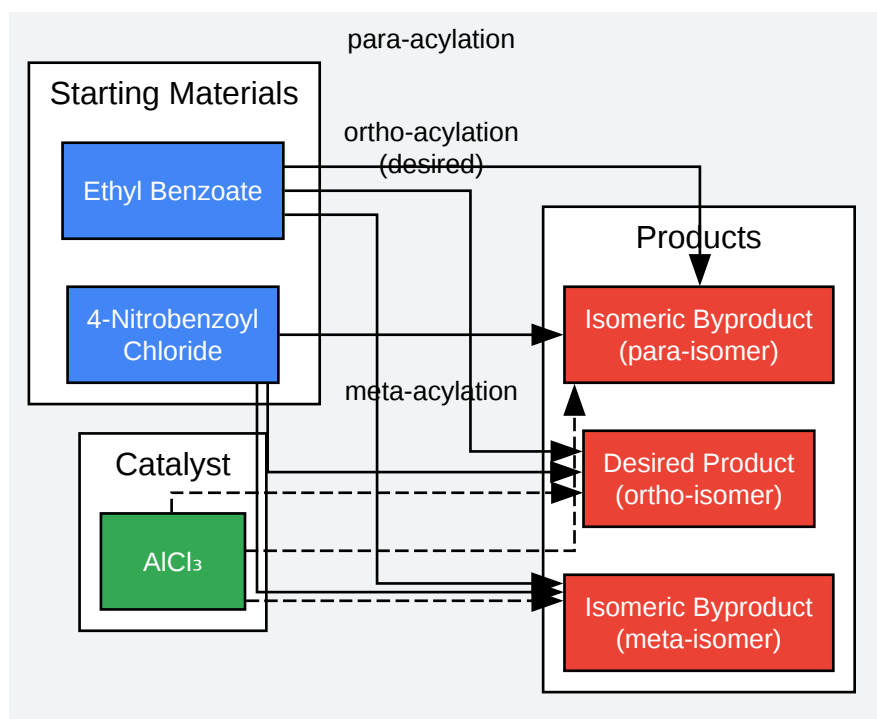 para-acylation
Starting Materials
ortho-acylation
(desired)
Ethyl Benzoate
Products
4-Nitrobenzoyl
Chloride
Isomeric Byproduct
(para-isomer)
meta-acylation
Catalyst
Desired Product
(ortho-isomer)
AlCl₃
Isomeric Byproduct
(meta-isomer)